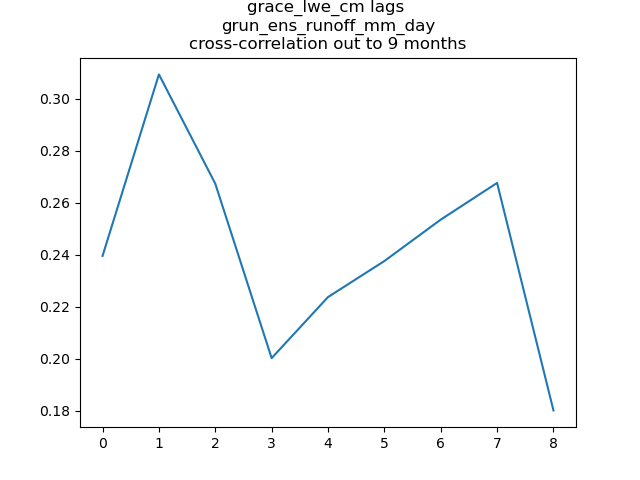 grace_lwe_cm lags
grun_ens_runoff_mm_day
cross-correlation out to 9 months
0.30
0.28
0.26
0.24
0.22
0.20
0.18
0 1 2 3 4 5 6 7 8